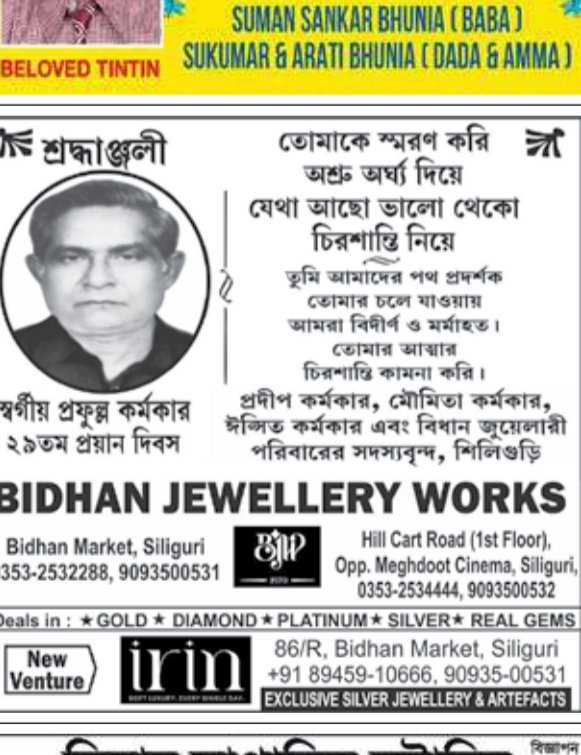 BELOVED TINTIN
SUMAN SANKAR BHUNIA ( BABA )
SUKUMAR & ARATI BHUNIA ( DADA & AMMA )
শ্রদ্ধাঞ্জলী
স্বর্গীয় প্রফুল্ল কর্মকার
২৯তম প্রয়ান দিবস
তোমাকে স্মরণ করি
অশ্রু অর্ঘ্য দিয়ে
যেথা আছো ভালো থেকো
চিরশান্তি নিয়ে
তুমি আমাদের পথ প্রদর্শক
তোমার চলে যাওয়ায়
আমরা বিদীর্ণ ও মর্মাহত।
তোমার আত্মার
চিরশান্তি কামনা করি।
প্রদীপ কর্মকার, মৌমিতা কর্মকার,
ঈপ্সিত কর্মকার এবং বিধান জুয়েলারী
পরিবারের সদস্যবৃন্দ, শিলিগুড়ি
BIDHAN JEWELLERY WORKS
Bidhan Market, Siliguri
0353-2532288, 9093500531
BJW
Hill Cart Road (1st Floor),
Opp. Meghdoot Cinema, Siliguri,
0353-2534444, 9093500532
Deals in : ★ GOLD ★ DIAMOND ★ PLATINUM ★ SILVER ★ REAL GEMS
New
Venture
irin
86/R, Bidhan Market, Siliguri
+91 89459-10666, 90935-00531
EXCLUSIVE SILVER JEWELLERY & ARTEFACTS
বিজ্ঞাপন